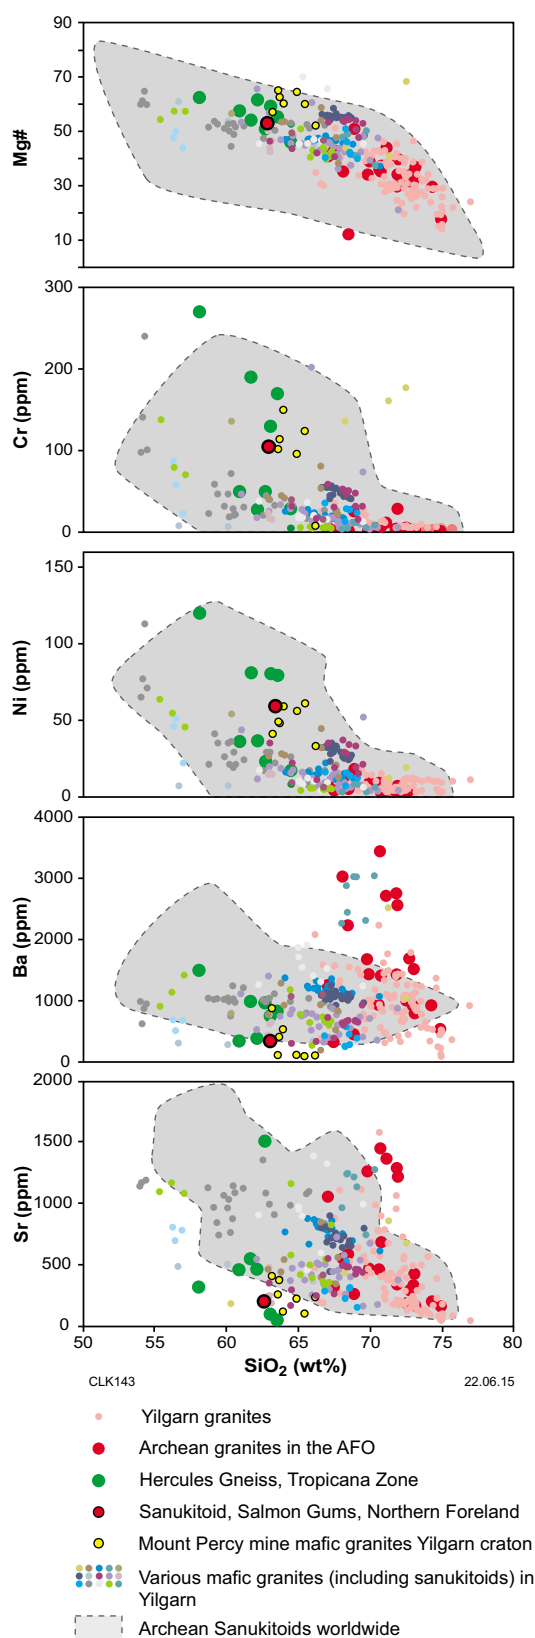 90
70
50
30
10
Mg#
300
200
100
0
Cr (ppm)
150
100
50
0
Ni (ppm)
4000
3000
2000
1000
0
Ba (ppm)
2000
1500
1000
500
0
Sr (ppm)
50 55 60 65 70 75 80
SiO₂ (wt%)
CLK143 22.06.15
Yilgarn granites
Archean granites in the AFO
Hercules Gneiss, Tropicana Zone
Sanukitoid, Salmon Gums, Northern Foreland
Mount Percy mine mafic granites Yilgarn craton
Various mafic granites (including sanukitoids) in
Yilgarn
Archean Sanukitoids worldwide